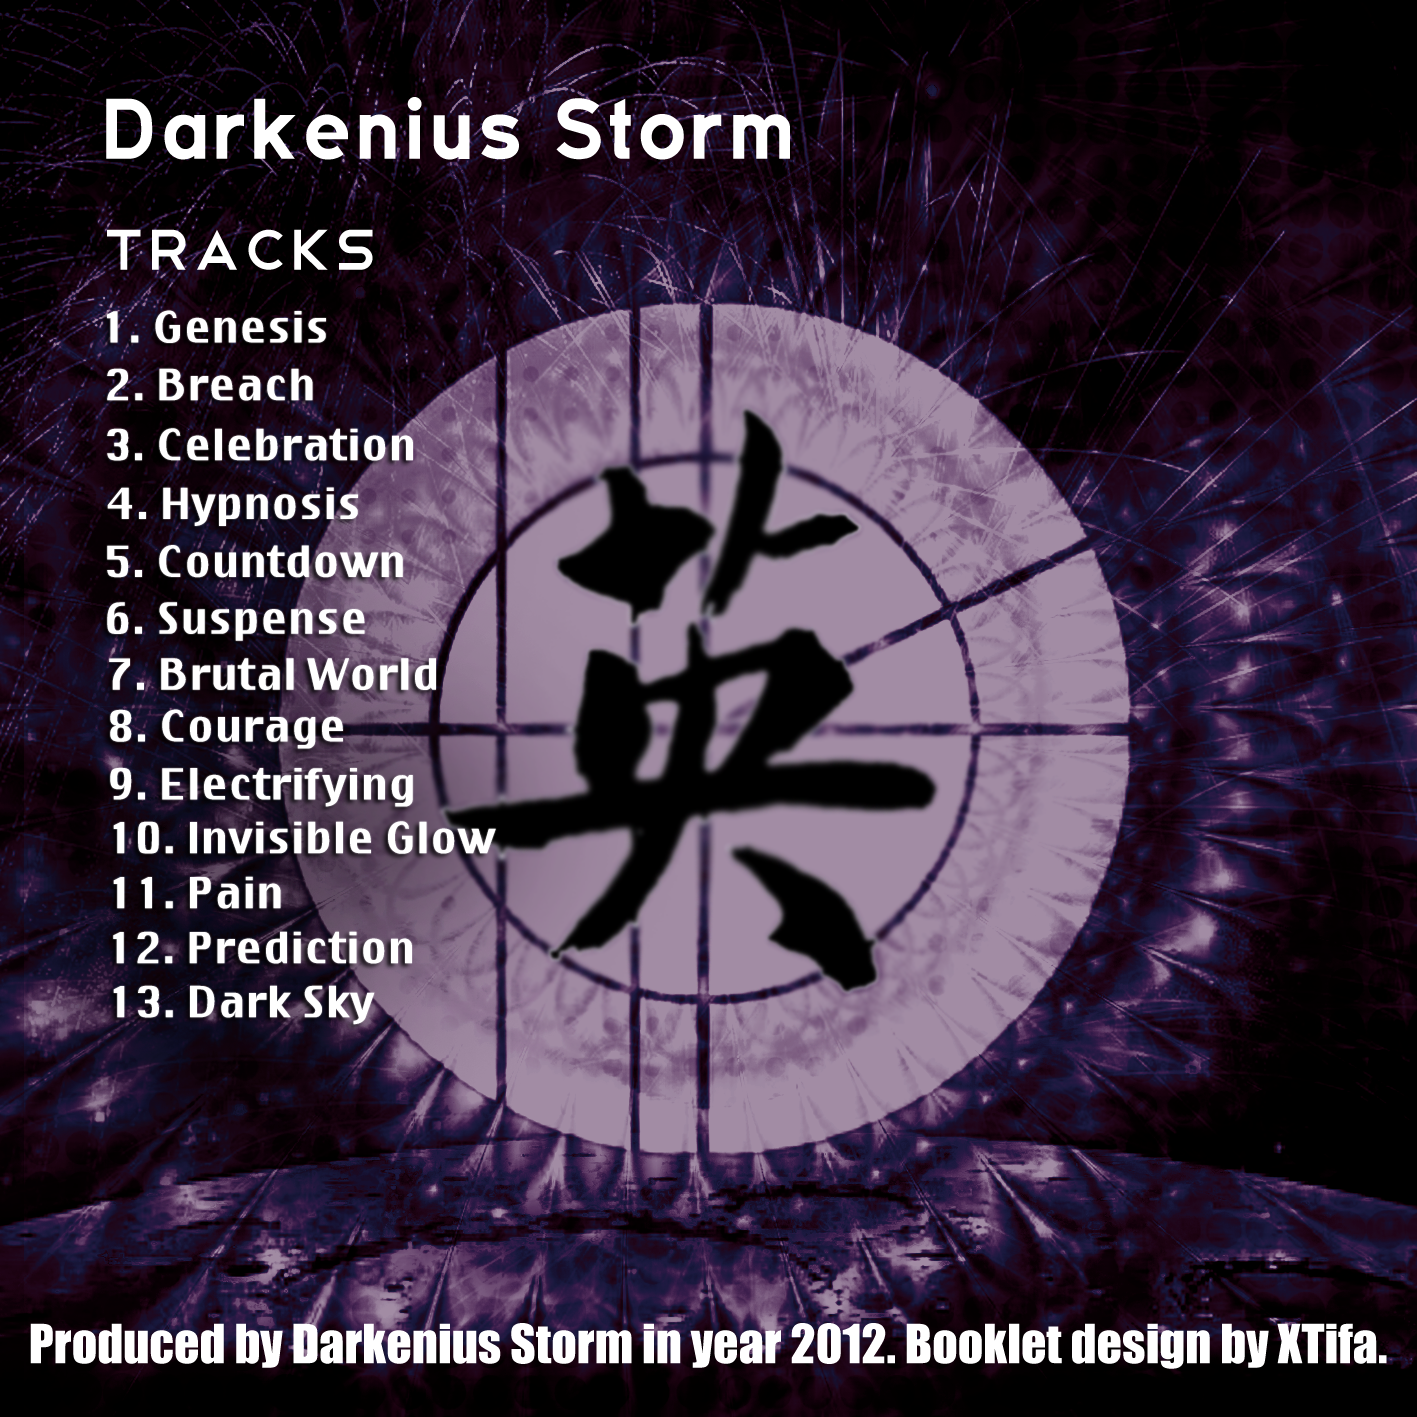 Darkenius Storm
TRACKS
1. Genesis
2. Breach
3. Celebration
4. Hypnosis
5. Countdown
6. Suspense
7. Brutal World
8. Courage
9. Electrifying
10. Invisible Glow
11. Pain
12. Prediction
13. Dark Sky
英
Produced by Darkenius Storm in year 2012. Booklet design by XTifa.